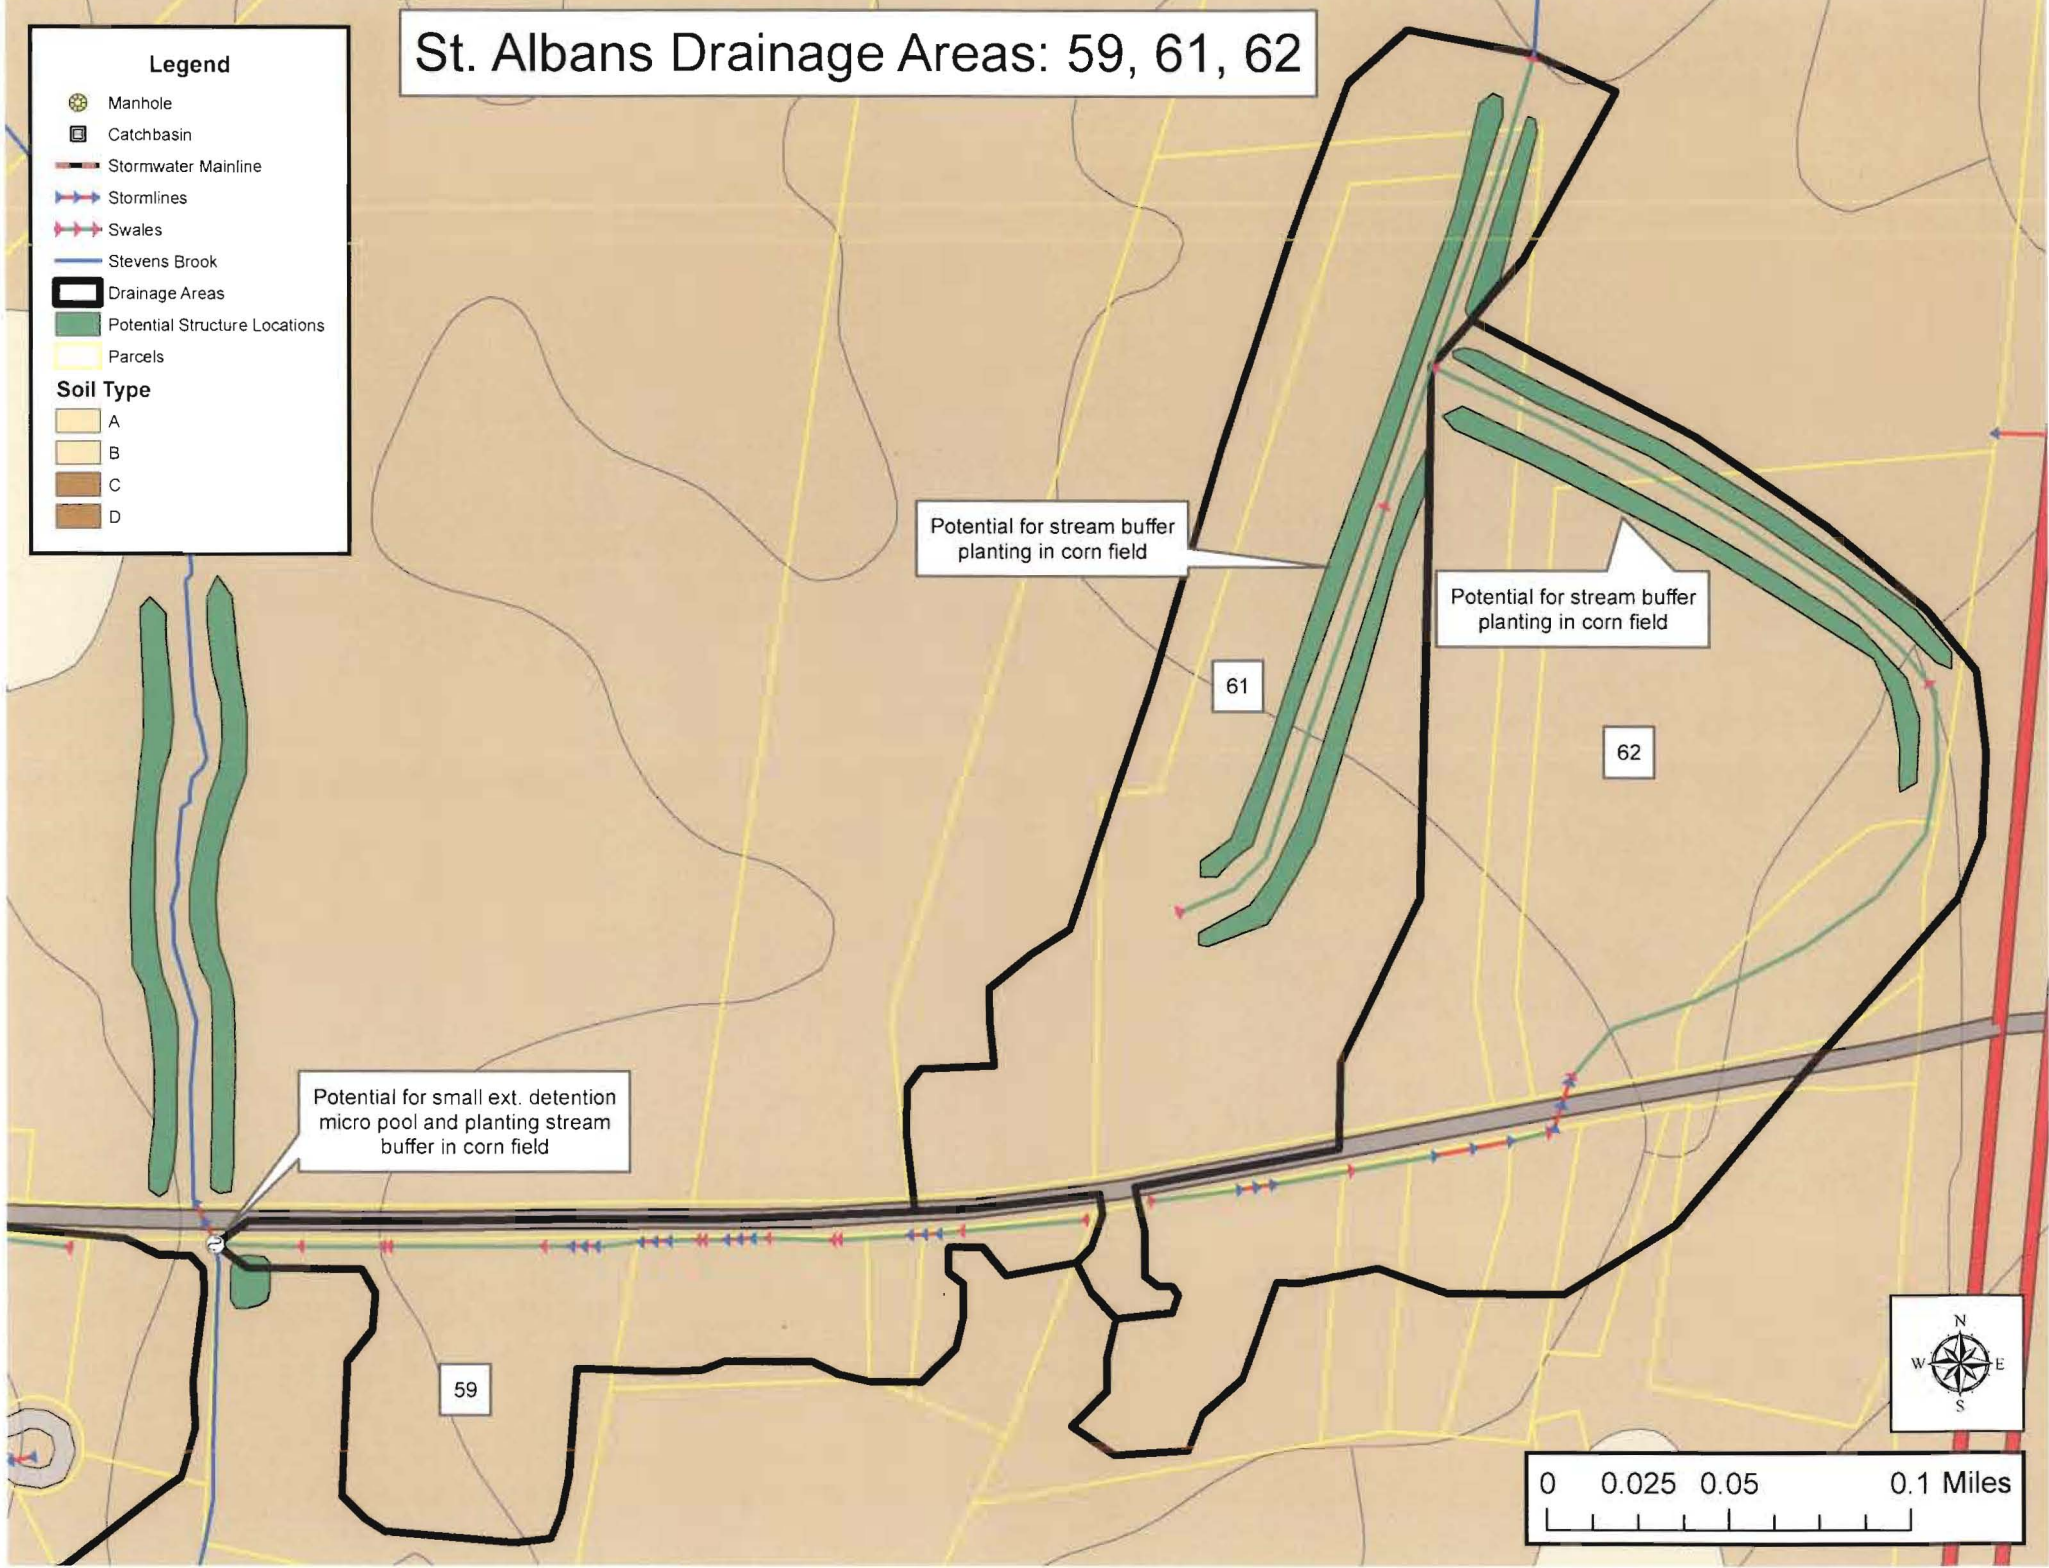 St. Albans Drainage Areas: 59, 61, 62
Legend
Manhole
Catchbasin
Stormwater Mainline
Stormlines
Swales
Stevens Brook
Drainage Areas
Potential Structure Locations
Parcels
Soil Type
A
B
C
D
Potential for stream buffer
planting in corn field
Potential for stream buffer
planting in corn field
61
62
Potential for small ext. detention
micro pool and planting stream
buffer in corn field
59
N
W E
S
0 0.025 0.05 0.1 Miles